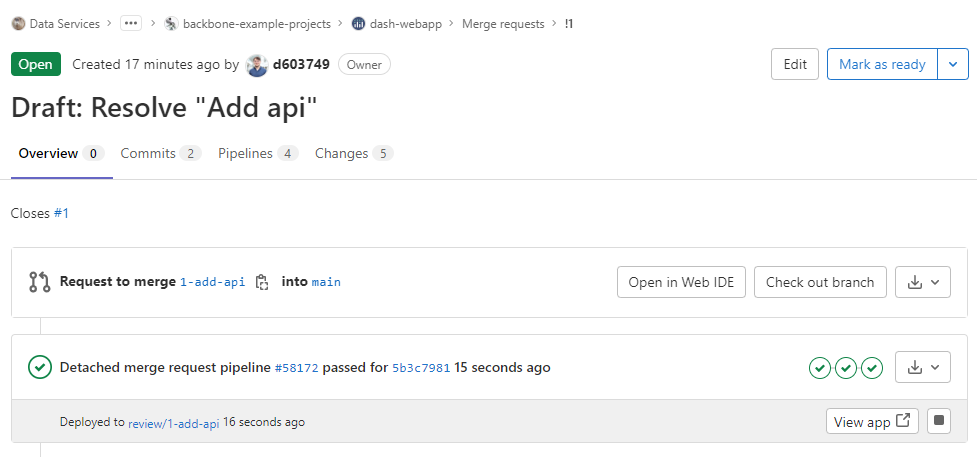 Data Services > ••• > backbone-example-projects > dash-webapp > Merge requests > !1
Open Created 17 minutes ago by d603749 Owner Edit Mark as ready
Draft: Resolve "Add api"
Overview 0 Commits 2 Pipelines 4 Changes 5
Closes #1
Request to merge 1-add-api into main Open in Web IDE Check out branch
Detached merge request pipeline #58172 passed for 5b3c7981 15 seconds ago
Deployed to review/1-add-api 16 seconds ago View app